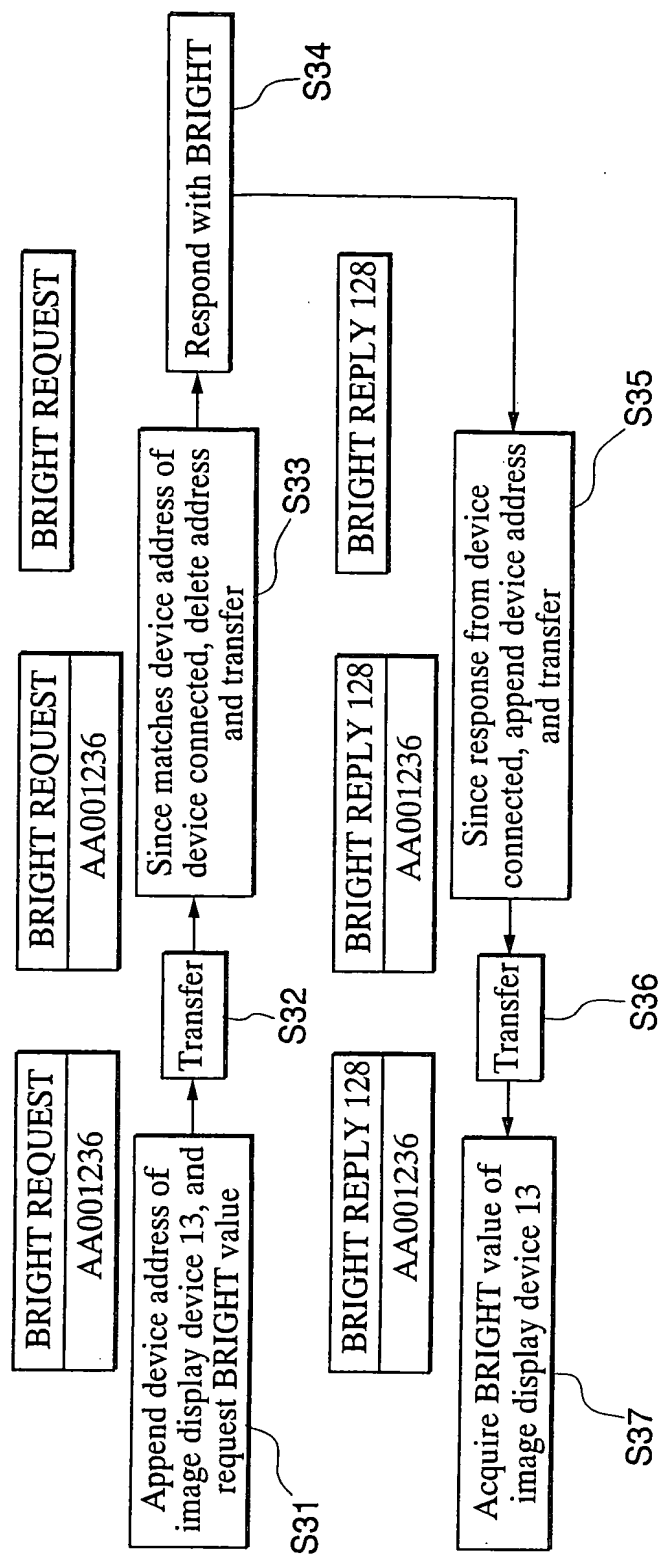 BRIGHT REQUEST
AA001236
Append device address of
image display device 13, and
request BRIGHT value
S31
Transfer
S32
BRIGHT REQUEST
AA001236
Since matches device address of
device connected, delete address
and transfer
S33
BRIGHT REQUEST
Respond with BRIGHT
S34
BRIGHT REPLY 128
BRIGHT REPLY 128
AA001236
Since response from device
connected, append device address
and transfer
S35
Transfer
S36
BRIGHT REPLY 128
AA001236
Acquire BRIGHT value of
image display device 13
S37